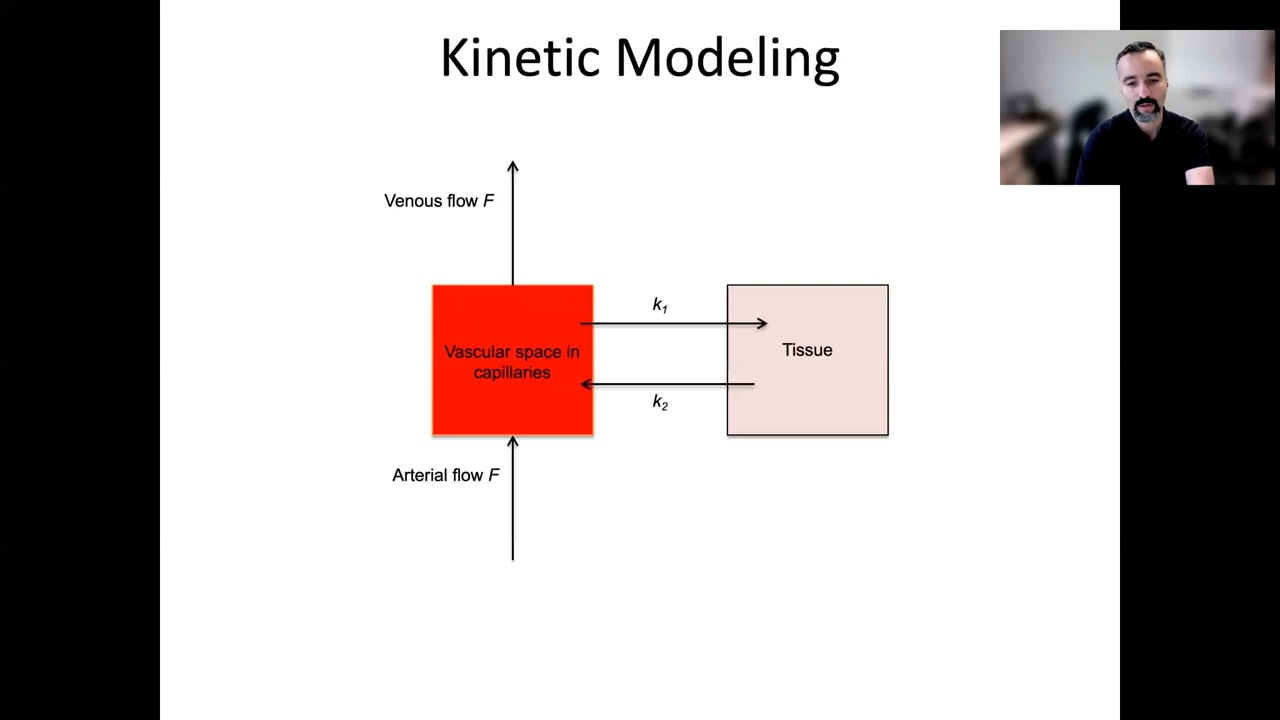 Kinetic Modeling
Venous flow F
k₁
Vascular space in
capillaries
Tissue
k₂
Arterial flow F